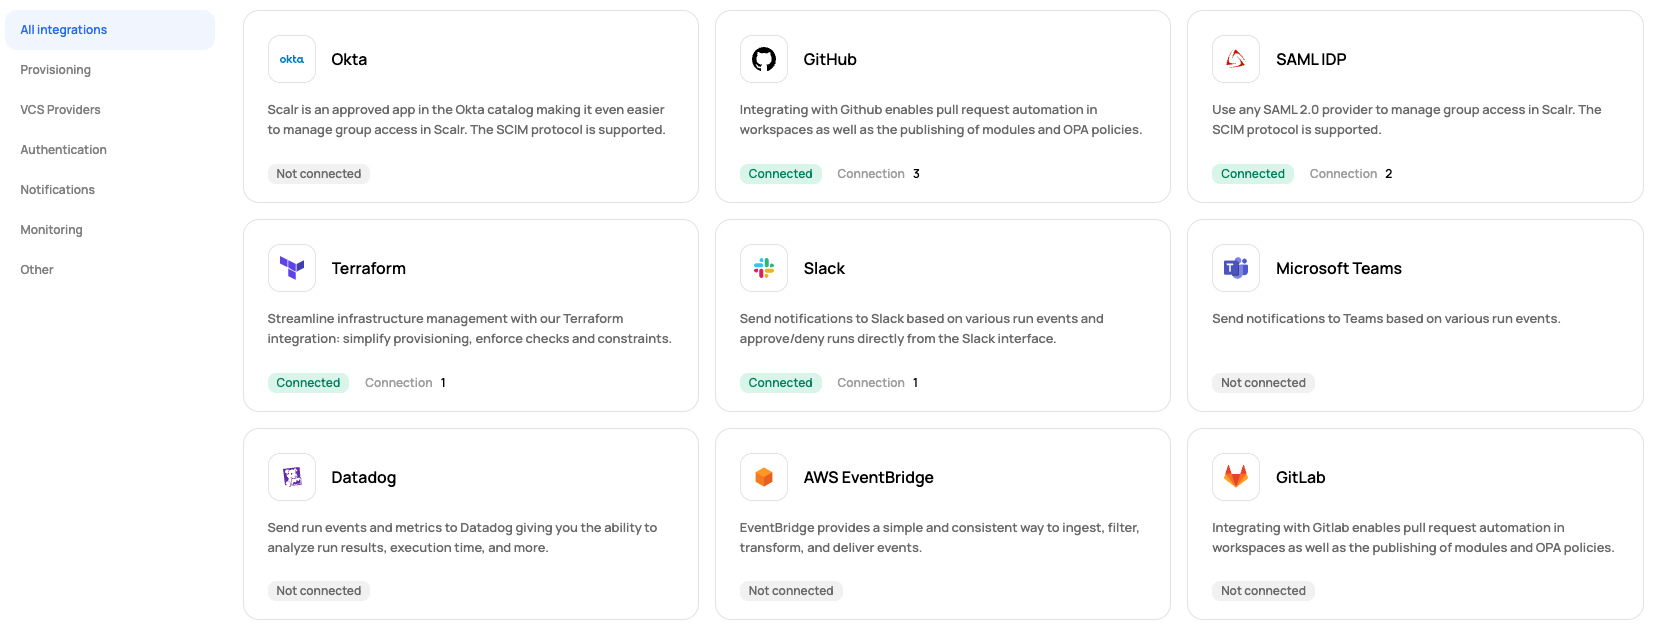 All integrations
Provisioning
VCS Providers
Authentication
Notifications
Monitoring
Other
okta
Okta
Scalr is an approved app in the Okta catalog making it even easier
to manage group access in Scalr. The SCIM protocol is supported.
Not connected
GitHub
Integrating with Github enables pull request automation in
workspaces as well as the publishing of modules and OPA policies.
Connected Connection 3
SAML IDP
Use any SAML 2.0 provider to manage group access in Scalr. The
SCIM protocol is supported.
Connected Connection 2
Terraform
Streamline infrastructure management with our Terraform
integration: simplify provisioning, enforce checks and constraints.
Connected Connection 1
Slack
Send notifications to Slack based on various run events and
approve/deny runs directly from the Slack interface.
Connected Connection 1
T
Microsoft Teams
Send notifications to Teams based on various run events.
Not connected
Datadog
Send run events and metrics to Datadog giving you the ability to
analyze run results, execution time, and more.
Not connected
AWS EventBridge
EventBridge provides a simple and consistent way to ingest, filter,
transform, and deliver events.
Not connected
GitLab
Integrating with Gitlab enables pull request automation in
workspaces as well as the publishing of modules and OPA policies.
Not connected